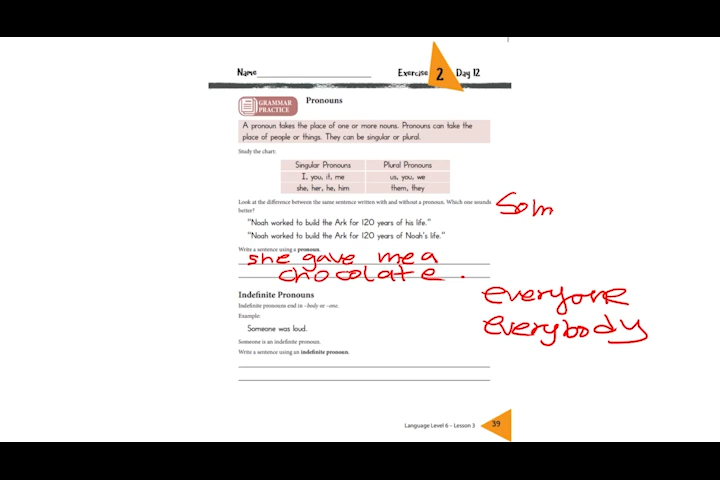 Name
Exercise 2 Day 12
GRAMMAR PRACTICE
Pronouns
A pronoun takes the place of one or more nouns. Pronouns can take the
place of people or things. They can be singular or plural.
Study the chart:
Singular Pronouns Plural Pronouns
I, you, it, me us, you, we
she, her, he, him them, they
Look at the difference between the same sentence written with and without a pronoun. Which one sounds
better?
Som
"Noah worked to build the Ark for 120 years of his life."
"Noah worked to build the Ark for 120 years of Noah's life."
Write a sentence using a pronoun.
she gave me a
chocolate.
Indefinite Pronouns
everyone
Indefinite pronouns end in -body or -one.
Example:
everybody
Someone was loud.
Someone is an indefinite pronoun.
Write a sentence using an indefinite pronoun.
Language Level 6 – Lesson 3 39